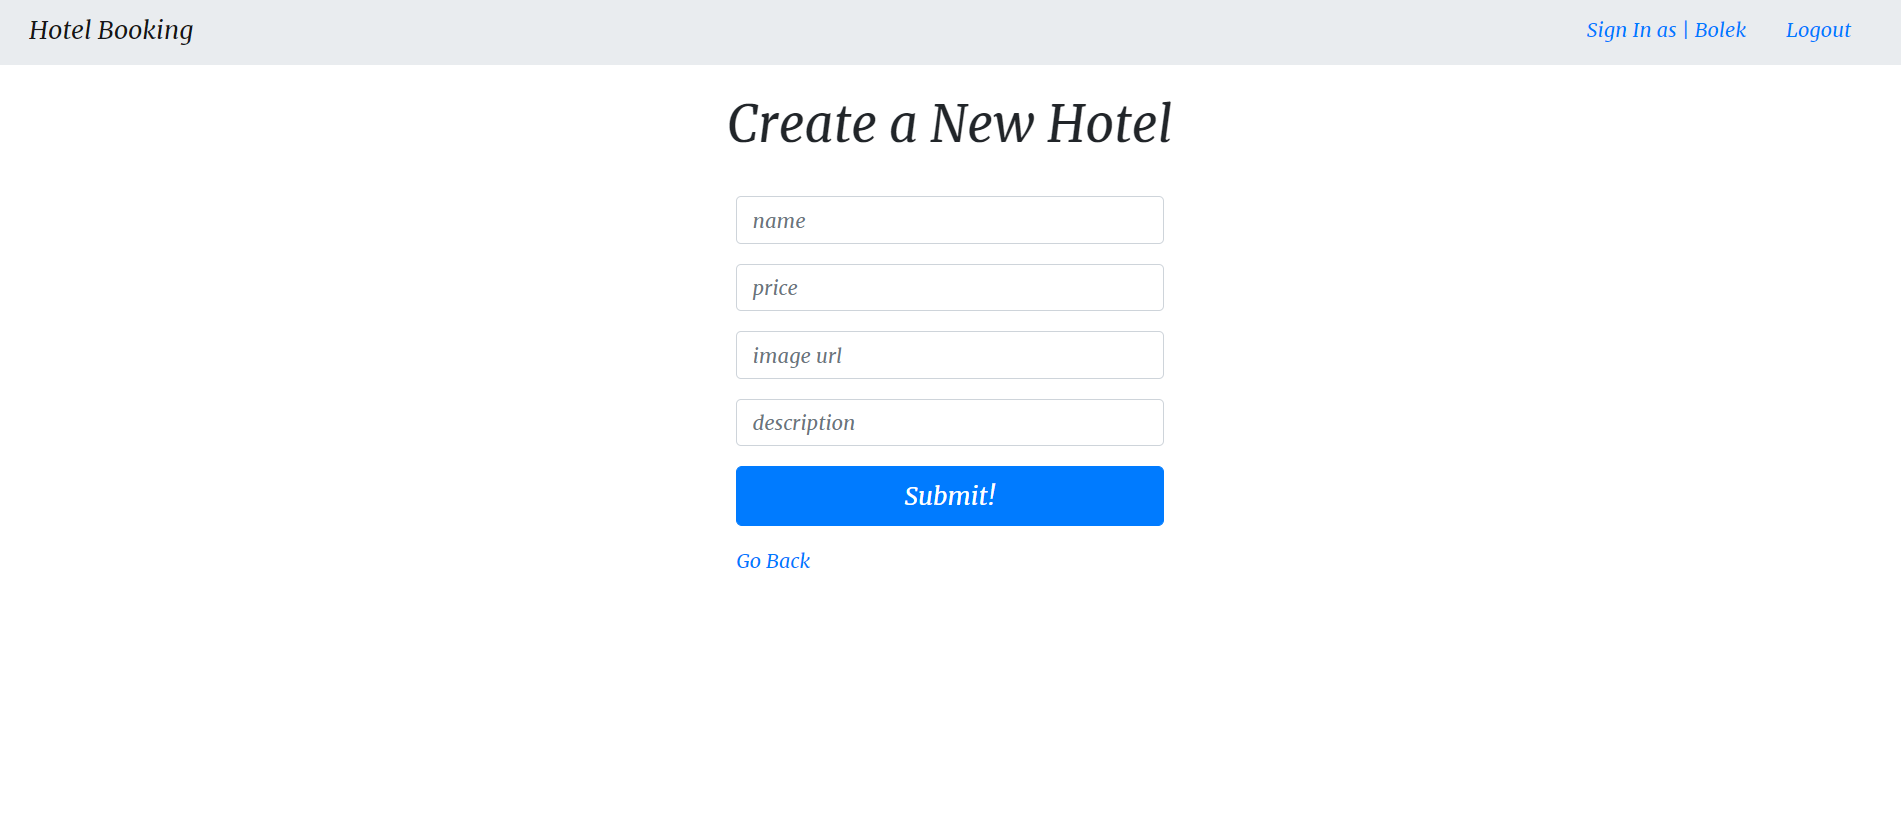 Hotel Booking
Sign In as | Bolek
Logout
Create a New Hotel
name
price
image url
description
Submit!
Go Back